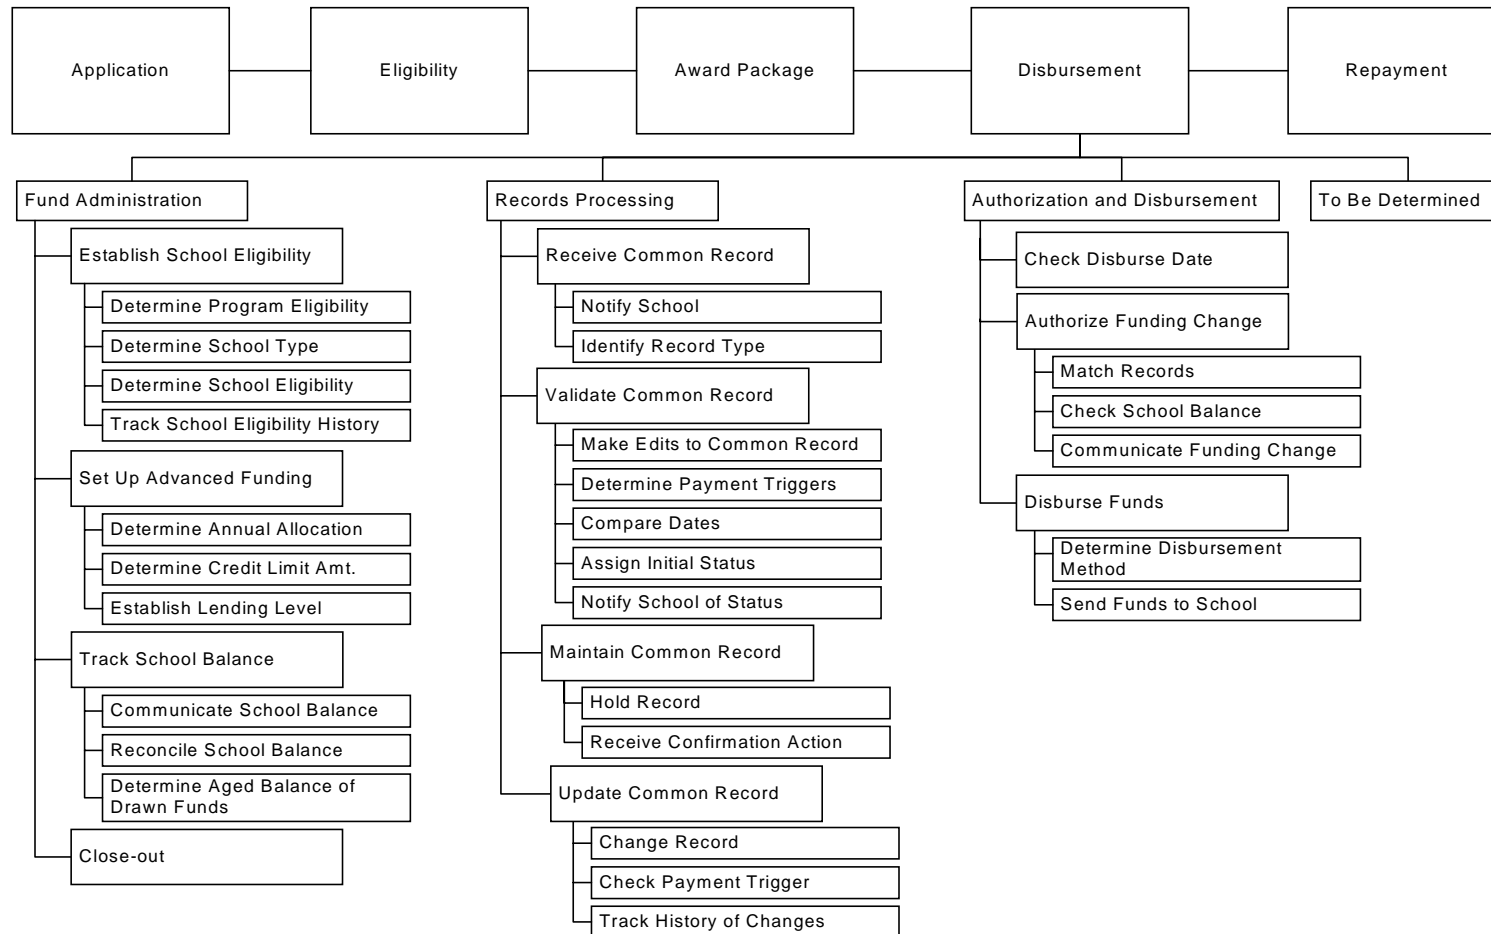 Application
Eligibility
Award Package
Disbursement
Repayment
Fund Administration
Establish School Eligibility
Determine Program Eligibility
Determine School Type
Determine School Eligibility
Track School Eligibility History
Set Up Advanced Funding
Determine Annual Allocation
Determine Credit Limit Amt.
Establish Lending Level
Track School Balance
Communicate School Balance
Reconcile School Balance
Determine Aged Balance of
Drawn Funds
Close-out
Records Processing
Receive Common Record
Notify School
Identify Record Type
Validate Common Record
Make Edits to Common Record
Determine Payment Triggers
Compare Dates
Assign Initial Status
Notify School of Status
Maintain Common Record
Hold Record
Receive Confirmation Action
Update Common Record
Change Record
Check Payment Trigger
Track History of Changes
Authorization and Disbursement
Check Disburse Date
Authorize Funding Change
Match Records
Check School Balance
Communicate Funding Change
Disburse Funds
Determine Disbursement
Method
Send Funds to School
To Be Determined